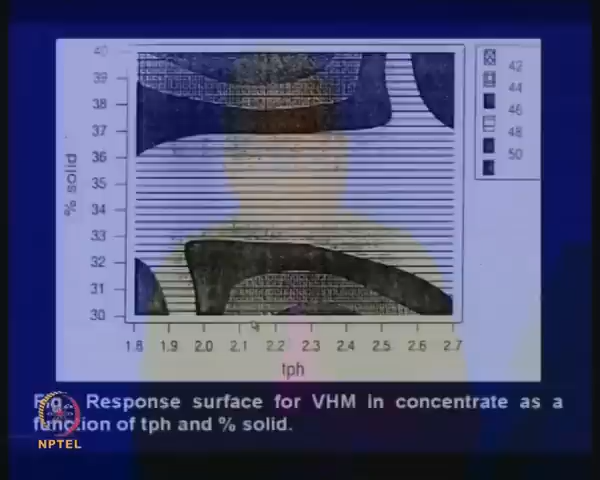 40
39
38
37
36
35
34
33
32
31
30
% solid
1.8 1.9 2.0 2.1 2.2 2.3 2.4 2.5 2.6 2.7
tph
42
44
46
48
50
Fig. Response surface for VHM in concentrate as a
function of tph and % solid.
NPTEL